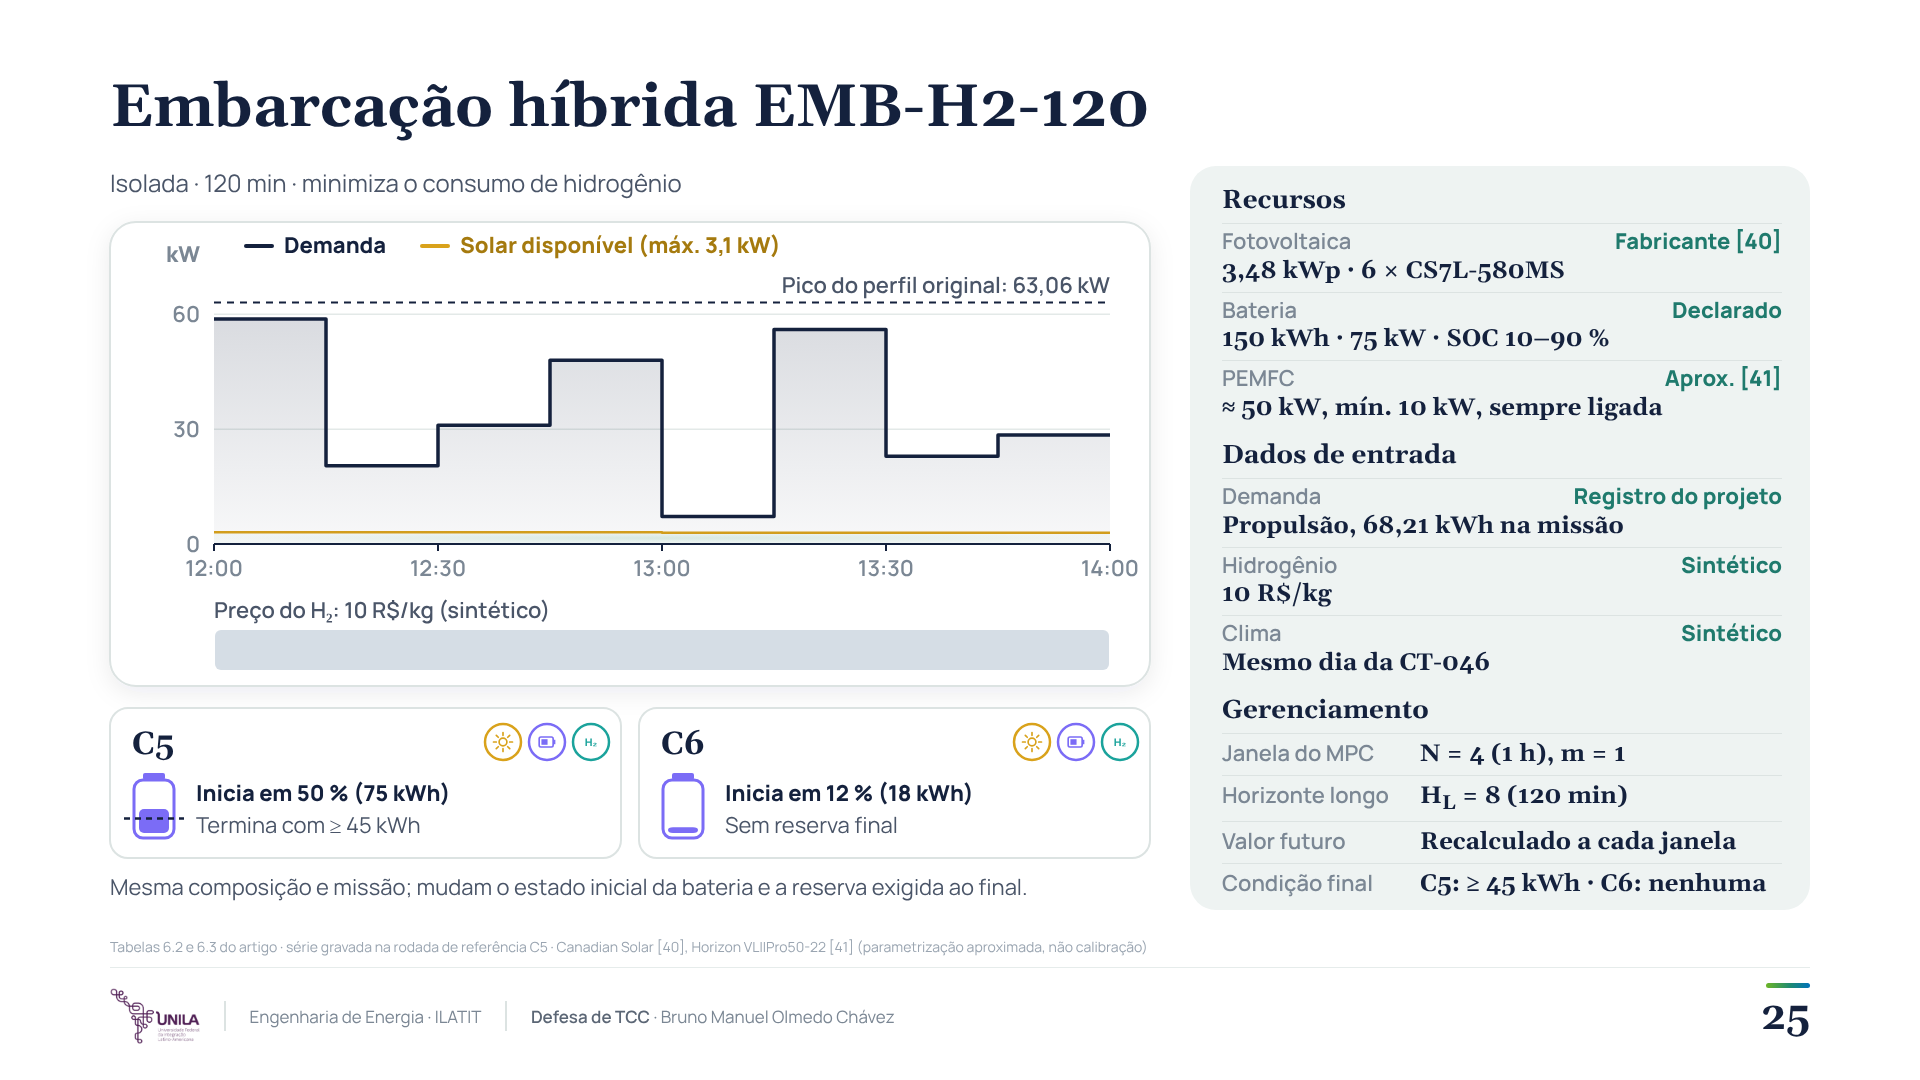 Embarcação híbrida EMB-H2-120
Isolada · 120 min · minimiza o consumo de hidrogênio
kW
Demanda
Solar disponível (máx. 3,1 kW)
Pico do perfil original: 63,06 kW
60
30
0
12:00
12:30
13:00
13:30
14:00
Preço do H₂: 10 R$/kg (sintético)
C5
H₂
Inicia em 50 % (75 kWh)
Termina com ≥ 45 kWh
C6
H₂
Inicia em 12 % (18 kWh)
Sem reserva final
Mesma composição e missão; mudam o estado inicial da bateria e a reserva exigida ao final.
Recursos
Fotovoltaica
Fabricante [40]
3,48 kWp · 6 × CS7L-580MS
Bateria
Declarado
150 kWh · 75 kW · SOC 10–90 %
PEMFC
Aprox. [41]
≈ 50 kW, mín. 10 kW, sempre ligada
Dados de entrada
Demanda
Registro do projeto
Propulsão, 68,21 kWh na missão
Hidrogênio
Sintético
10 R$/kg
Clima
Sintético
Mesmo dia da CT-046
Gerenciamento
Janela do MPC
N = 4 (1 h), m = 1
Horizonte longo
H_L = 8 (120 min)
Valor futuro
Recalculado a cada janela
Condição final
C5: ≥ 45 kWh · C6: nenhuma
Tabelas 6.2 e 6.3 do artigo · série gravada na rodada de referência C5 · Canadian Solar [40], Horizon VLIIPro50-22 [41] (parametrização aproximada, não calibração)
UNILA
Engenharia de Energia · ILATIT
Defesa de TCC · Bruno Manuel Olmedo Chávez
25